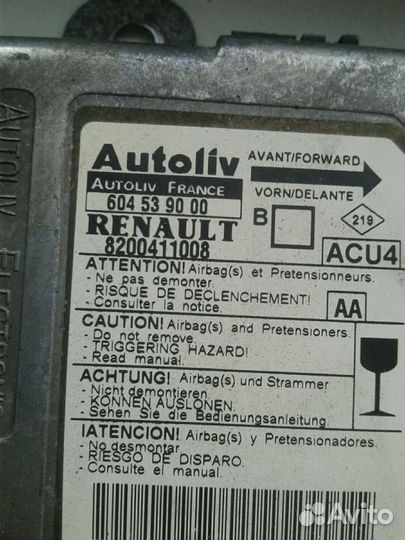 Autoliv
AVANT/FORWARD
AUTOLIV FRANCE
VORN/DELANTE
604 53 90 00
B
219
RENAULT
8200411008
ACU4
ATTENTION! Airbag(s) et Pretensionneurs.
- Ne pas demonter.
- RISQUE DE DECLENCHEMENT!
- Consulter la notice.
AA
CAUTION! Airbag(s) and Pretensioners.
- Do not remove.
- TRIGGERING HAZARD!
- Read manual.
ACHTUNG! Airbag(s) und Strammer
- Nicht demontieren.
- KONNEN AUSLONEN.
- Sehen Sie die Bedienungsanleitung.
IATENCION! Airbag(s) y Pretensionadores.
- No desmontar.
- RIESGO DE DISPARO.
- Consulte el manual.
AUTOLIV
Avito